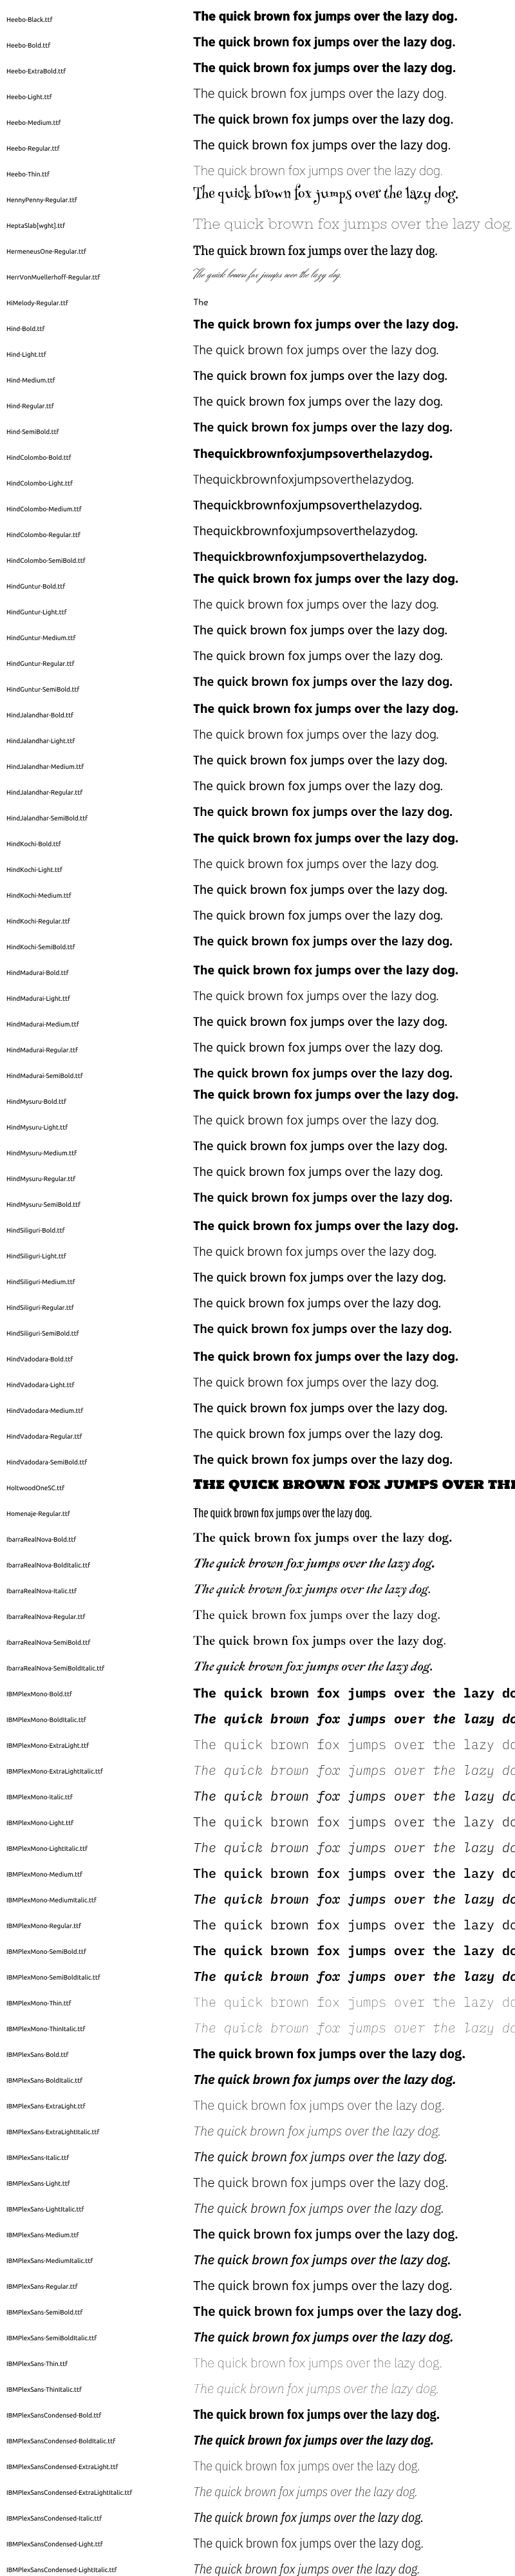 Heebo-Black.ttf The quick brown fox jumps over the lazy dog.
Heebo-Bold.ttf The quick brown fox jumps over the lazy dog.
Heebo-ExtraBold.ttf The quick brown fox jumps over the lazy dog.
Heebo-Light.ttf The quick brown fox jumps over the lazy dog.
Heebo-Medium.ttf The quick brown fox jumps over the lazy dog.
Heebo-Regular.ttf The quick brown fox jumps over the lazy dog.
Heebo-Thin.ttf The quick brown fox jumps over the lazy dog.
HennyPenny-Regular.ttf The quick brown fox jumps over the lazy dog.
HeptaSlab[wght].ttf The quick brown fox jumps over the lazy dog.
HermeneusOne-Regular.ttf The quick brown fox jumps over the lazy dog.
HerrVonMuellerhoff-Regular.ttf The quick brown fox jumps over the lazy dog.
HiMelody-Regular.ttf The
Hind-Bold.ttf The quick brown fox jumps over the lazy dog.
Hind-Light.ttf The quick brown fox jumps over the lazy dog.
Hind-Medium.ttf The quick brown fox jumps over the lazy dog.
Hind-Regular.ttf The quick brown fox jumps over the lazy dog.
Hind-SemiBold.ttf The quick brown fox jumps over the lazy dog.
HindColombo-Bold.ttf Thequickbrownfoxjumpsoverthelazydog.
HindColombo-Light.ttf Thequickbrownfoxjumpsoverthelazydog.
HindColombo-Medium.ttf Thequickbrownfoxjumpsoverthelazydog.
HindColombo-Regular.ttf Thequickbrownfoxjumpsoverthelazydog.
HindColombo-SemiBold.ttf Thequickbrownfoxjumpsoverthelazydog.
HindGuntur-Bold.ttf The quick brown fox jumps over the lazy dog.
HindGuntur-Light.ttf The quick brown fox jumps over the lazy dog.
HindGuntur-Medium.ttf The quick brown fox jumps over the lazy dog.
HindGuntur-Regular.ttf The quick brown fox jumps over the lazy dog.
HindGuntur-SemiBold.ttf The quick brown fox jumps over the lazy dog.
HindJalandhar-Bold.ttf The quick brown fox jumps over the lazy dog.
HindJalandhar-Light.ttf The quick brown fox jumps over the lazy dog.
HindJalandhar-Medium.ttf The quick brown fox jumps over the lazy dog.
HindJalandhar-Regular.ttf The quick brown fox jumps over the lazy dog.
HindJalandhar-SemiBold.ttf The quick brown fox jumps over the lazy dog.
HindKochi-Bold.ttf The quick brown fox jumps over the lazy dog.
HindKochi-Light.ttf The quick brown fox jumps over the lazy dog.
HindKochi-Medium.ttf The quick brown fox jumps over the lazy dog.
HindKochi-Regular.ttf The quick brown fox jumps over the lazy dog.
HindKochi-SemiBold.ttf The quick brown fox jumps over the lazy dog.
HindMadurai-Bold.ttf The quick brown fox jumps over the lazy dog.
HindMadurai-Light.ttf The quick brown fox jumps over the lazy dog.
HindMadurai-Medium.ttf The quick brown fox jumps over the lazy dog.
HindMadurai-Regular.ttf The quick brown fox jumps over the lazy dog.
HindMadurai-SemiBold.ttf The quick brown fox jumps over the lazy dog.
HindMysuru-Bold.ttf The quick brown fox jumps over the lazy dog.
HindMysuru-Light.ttf The quick brown fox jumps over the lazy dog.
HindMysuru-Medium.ttf The quick brown fox jumps over the lazy dog.
HindMysuru-Regular.ttf The quick brown fox jumps over the lazy dog.
HindMysuru-SemiBold.ttf The quick brown fox jumps over the lazy dog.
HindSiliguri-Bold.ttf The quick brown fox jumps over the lazy dog.
HindSiliguri-Light.ttf The quick brown fox jumps over the lazy dog.
HindSiliguri-Medium.ttf The quick brown fox jumps over the lazy dog.
HindSiliguri-Regular.ttf The quick brown fox jumps over the lazy dog.
HindSiliguri-SemiBold.ttf The quick brown fox jumps over the lazy dog.
HindVadodara-Bold.ttf The quick brown fox jumps over the lazy dog.
HindVadodara-Light.ttf The quick brown fox jumps over the lazy dog.
HindVadodara-Medium.ttf The quick brown fox jumps over the lazy dog.
HindVadodara-Regular.ttf The quick brown fox jumps over the lazy dog.
HindVadodara-SemiBold.ttf The quick brown fox jumps over the lazy dog.
HoltwoodOneSC.ttf THE QUICK BROWN FOX JUMPS OVER THE
Homenaje-Regular.ttf The quick brown fox jumps over the lazy dog.
IbarraRealNova-Bold.ttf The quick brown fox jumps over the lazy dog.
IbarraRealNova-BoldItalic.ttf The quick brown fox jumps over the lazy dog.
IbarraRealNova-Italic.ttf The quick brown fox jumps over the lazy dog.
IbarraRealNova-Regular.ttf The quick brown fox jumps over the lazy dog.
IbarraRealNova-SemiBold.ttf The quick brown fox jumps over the lazy dog.
IbarraRealNova-SemiBoldItalic.ttf The quick brown fox jumps over the lazy dog.
IBMPlexMono-Bold.ttf The quick brown fox jumps over the lazy do
IBMPlexMono-BoldItalic.ttf The quick brown fox jumps over the lazy do
IBMPlexMono-ExtraLight.ttf The quick brown fox jumps over the lazy do
IBMPlexMono-ExtraLightItalic.ttf The quick brown fox jumps over the lazy do
IBMPlexMono-Italic.ttf The quick brown fox jumps over the lazy do
IBMPlexMono-Light.ttf The quick brown fox jumps over the lazy do
IBMPlexMono-LightItalic.ttf The quick brown fox jumps over the lazy do
IBMPlexMono-Medium.ttf The quick brown fox jumps over the lazy do
IBMPlexMono-MediumItalic.ttf The quick brown fox jumps over the lazy do
IBMPlexMono-Regular.ttf The quick brown fox jumps over the lazy do
IBMPlexMono-SemiBold.ttf The quick brown fox jumps over the lazy do
IBMPlexMono-SemiBoldItalic.ttf The quick brown fox jumps over the lazy do
IBMPlexMono-Thin.ttf The quick brown fox jumps over the lazy do
IBMPlexMono-ThinItalic.ttf The quick brown fox jumps over the lazy do
IBMPlexSans-Bold.ttf The quick brown fox jumps over the lazy dog.
IBMPlexSans-BoldItalic.ttf The quick brown fox jumps over the lazy dog.
IBMPlexSans-ExtraLight.ttf The quick brown fox jumps over the lazy dog.
IBMPlexSans-ExtraLightItalic.ttf The quick brown fox jumps over the lazy dog.
IBMPlexSans-Italic.ttf The quick brown fox jumps over the lazy dog.
IBMPlexSans-Light.ttf The quick brown fox jumps over the lazy dog.
IBMPlexSans-LightItalic.ttf The quick brown fox jumps over the lazy dog.
IBMPlexSans-Medium.ttf The quick brown fox jumps over the lazy dog.
IBMPlexSans-MediumItalic.ttf The quick brown fox jumps over the lazy dog.
IBMPlexSans-Regular.ttf The quick brown fox jumps over the lazy dog.
IBMPlexSans-SemiBold.ttf The quick brown fox jumps over the lazy dog.
IBMPlexSans-SemiBoldItalic.ttf The quick brown fox jumps over the lazy dog.
IBMPlexSans-Thin.ttf The quick brown fox jumps over the lazy dog.
IBMPlexSans-ThinItalic.ttf The quick brown fox jumps over the lazy dog.
IBMPlexSansCondensed-Bold.ttf The quick brown fox jumps over the lazy dog.
IBMPlexSansCondensed-BoldItalic.ttf The quick brown fox jumps over the lazy dog.
IBMPlexSansCondensed-ExtraLight.ttf The quick brown fox jumps over the lazy dog.
IBMPlexSansCondensed-ExtraLightItalic.ttf The quick brown fox jumps over the lazy dog.
IBMPlexSansCondensed-Italic.ttf The quick brown fox jumps over the lazy dog.
IBMPlexSansCondensed-Light.ttf The quick brown fox jumps over the lazy dog.
IBMPlexSansCondensed-LightItalic.ttf The quick brown fox jumps over the lazy dog.